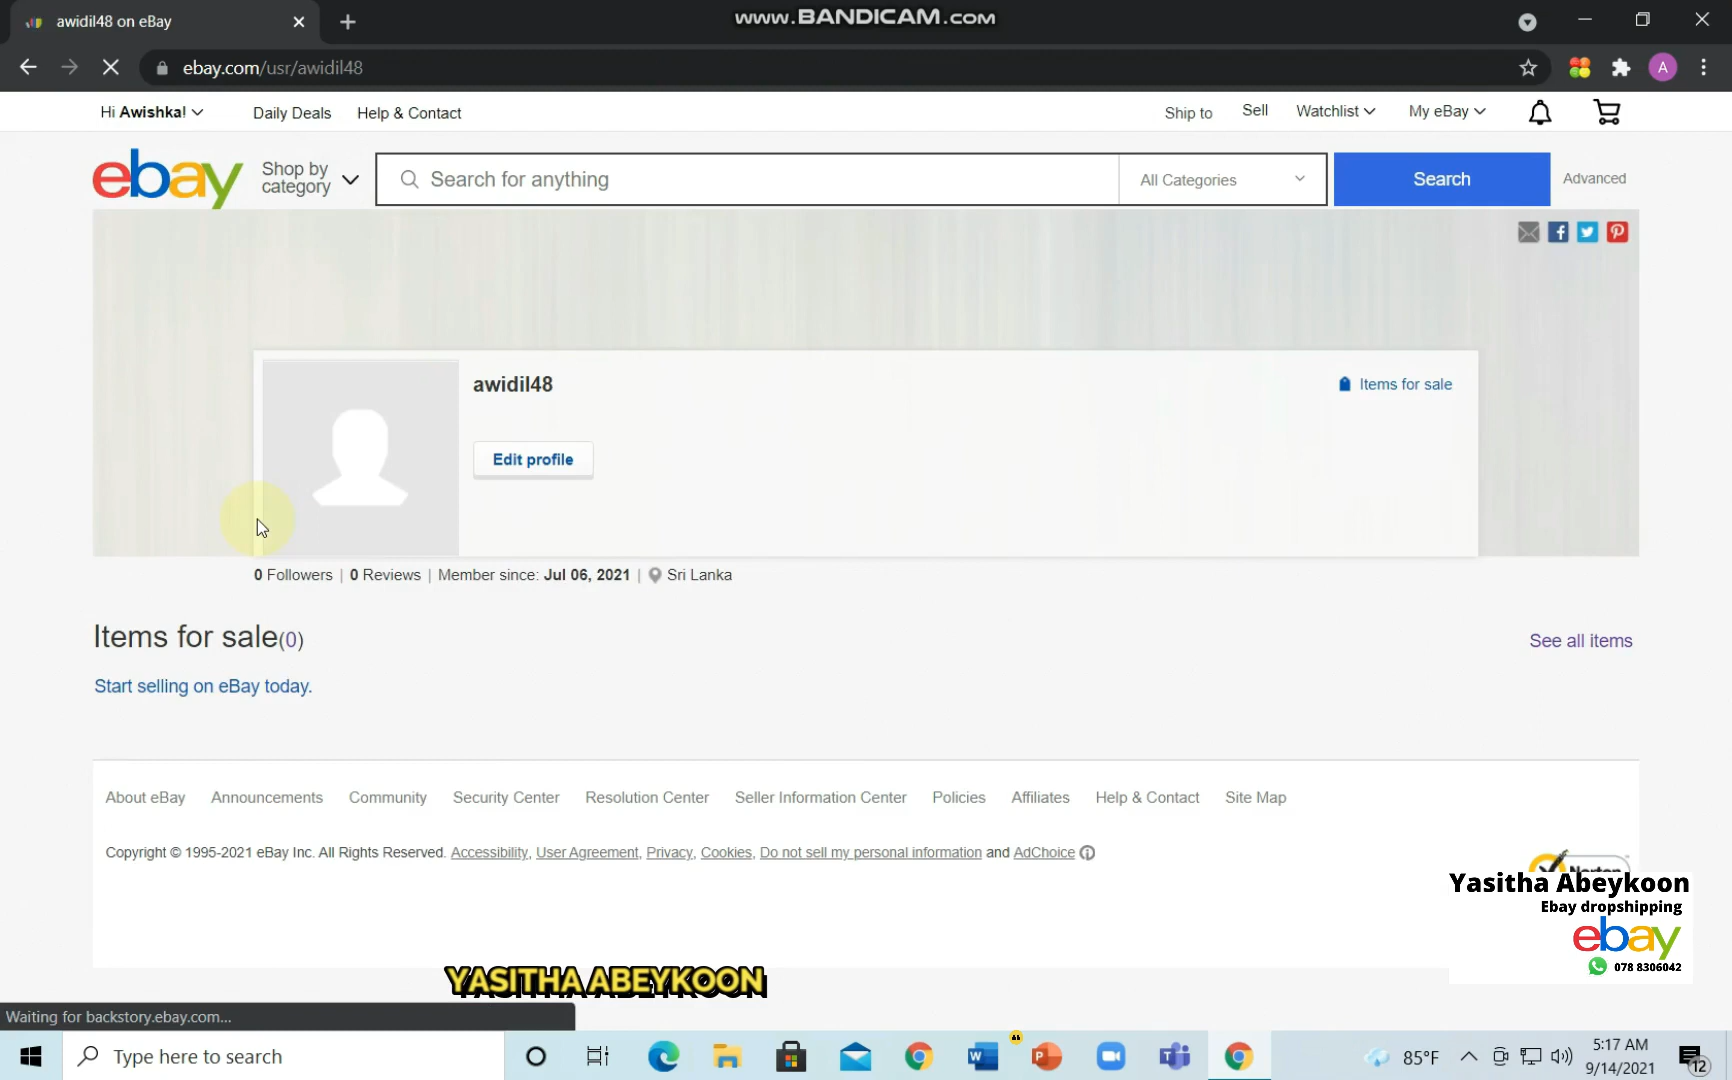 awidil48 on eBay
www.BANDICAM.com
ebay.com/usr/awidil48
A
Hi Awishka!
Daily Deals
Help & Contact
Ship to
Sell
Watchlist
My eBay
ebay
Shop by
category
Search for anything
All Categories
Search
Advanced
awidil48
Items for sale
Edit profile
0 Followers | 0 Reviews | Member since: Jul 06, 2021 | Sri Lanka
Items for sale(0)
See all items
Start selling on eBay today.
About eBay
Announcements
Community
Security Center
Resolution Center
Seller Information Center
Policies
Affiliates
Help & Contact
Site Map
Copyright © 1995-2021 eBay Inc. All Rights Reserved. Accessibility, User Agreement, Privacy, Cookies, Do not sell my personal information and AdChoice
Yasitha Abeykoon
Ebay dropshipping
ebay
078 8306042
YASITHA ABEYKOON
Waiting for backstory.ebay.com...
Type here to search
85°F
5:17 AM
9/14/2021
12